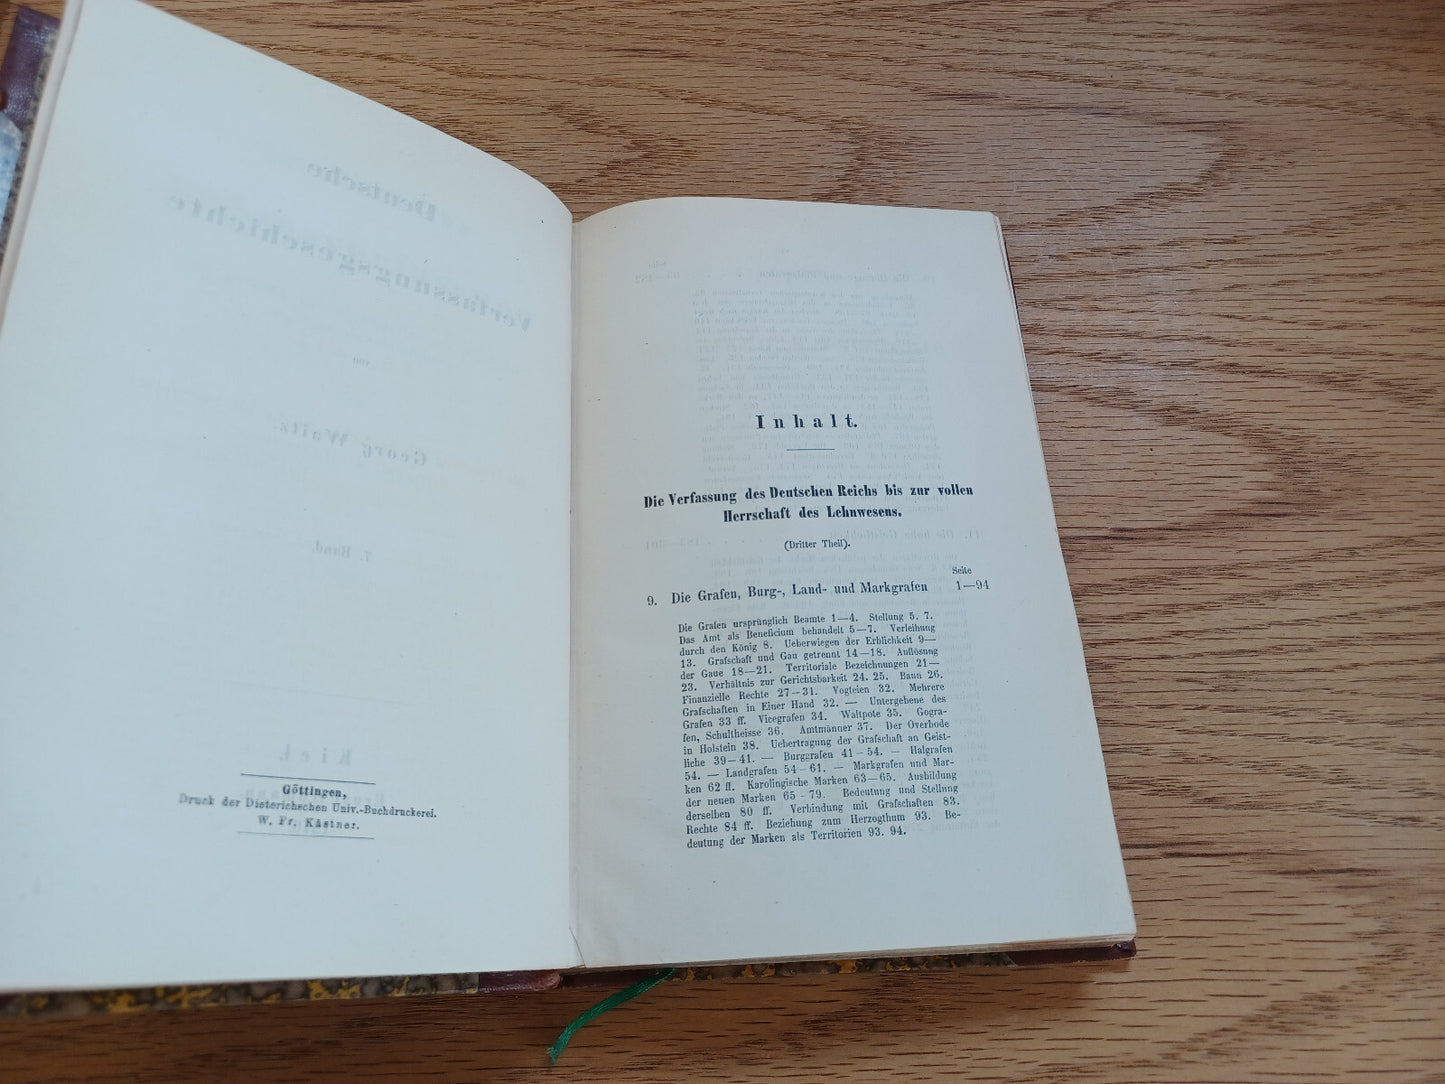 Göttingen,
Druck der Dieterichschen Univ.-Buchdruckerei.
W. Fr. Kästner.
Inhalt.
Die Verfassung des Deutschen Reichs bis zur vollen
Herrschaft des Lehnwesens.
(Dritter Theil).
Seite
9. Die Grafen, Burg-, Land- und Markgrafen 1—94
Die Grafen ursprünglich Beamte 1—4. Stellung 5. 7.
Das Amt als Beneficium behandelt 5—7. Verleihung
durch den König 8. Ueberwiegen der Erblichkeit 9—
13. Grafschaft und Gau getrennt 14—18. Auflösung
der Gaue 18—21. Territoriale Bezeichnungen 21—
23. Verhältnis zur Gerichtsbarkeit 24. 25. Bann 26.
Finanzielle Rechte 27—31. Vogteien 32. Mehrere
Grafschaften in Einer Hand 32. — Untergebene des
Grafen 33 ff. Vicegrafen 34. Waltpote 35. Gogra-
fen, Schultheisse 36. Amtmänner 37. Der Overbode
in Holstein 38. Uebertragung der Grafschaft an Geist-
liche 39—41. — Burggrafen 41—54. — Halgrafen
54. — Landgrafen 54—61. — Markgrafen und Mar-
ken 62 ff. Karolingische Marken 63—65. Ausbildung
der neuen Marken 65—79. Bedeutung und Stellung
derselben 80 ff. Verbindung mit Grafschaften 83.
Rechte 84 ff. Beziehung zum Herzogthum 93. Be-
deutung der Marken als Territorien 93. 94.